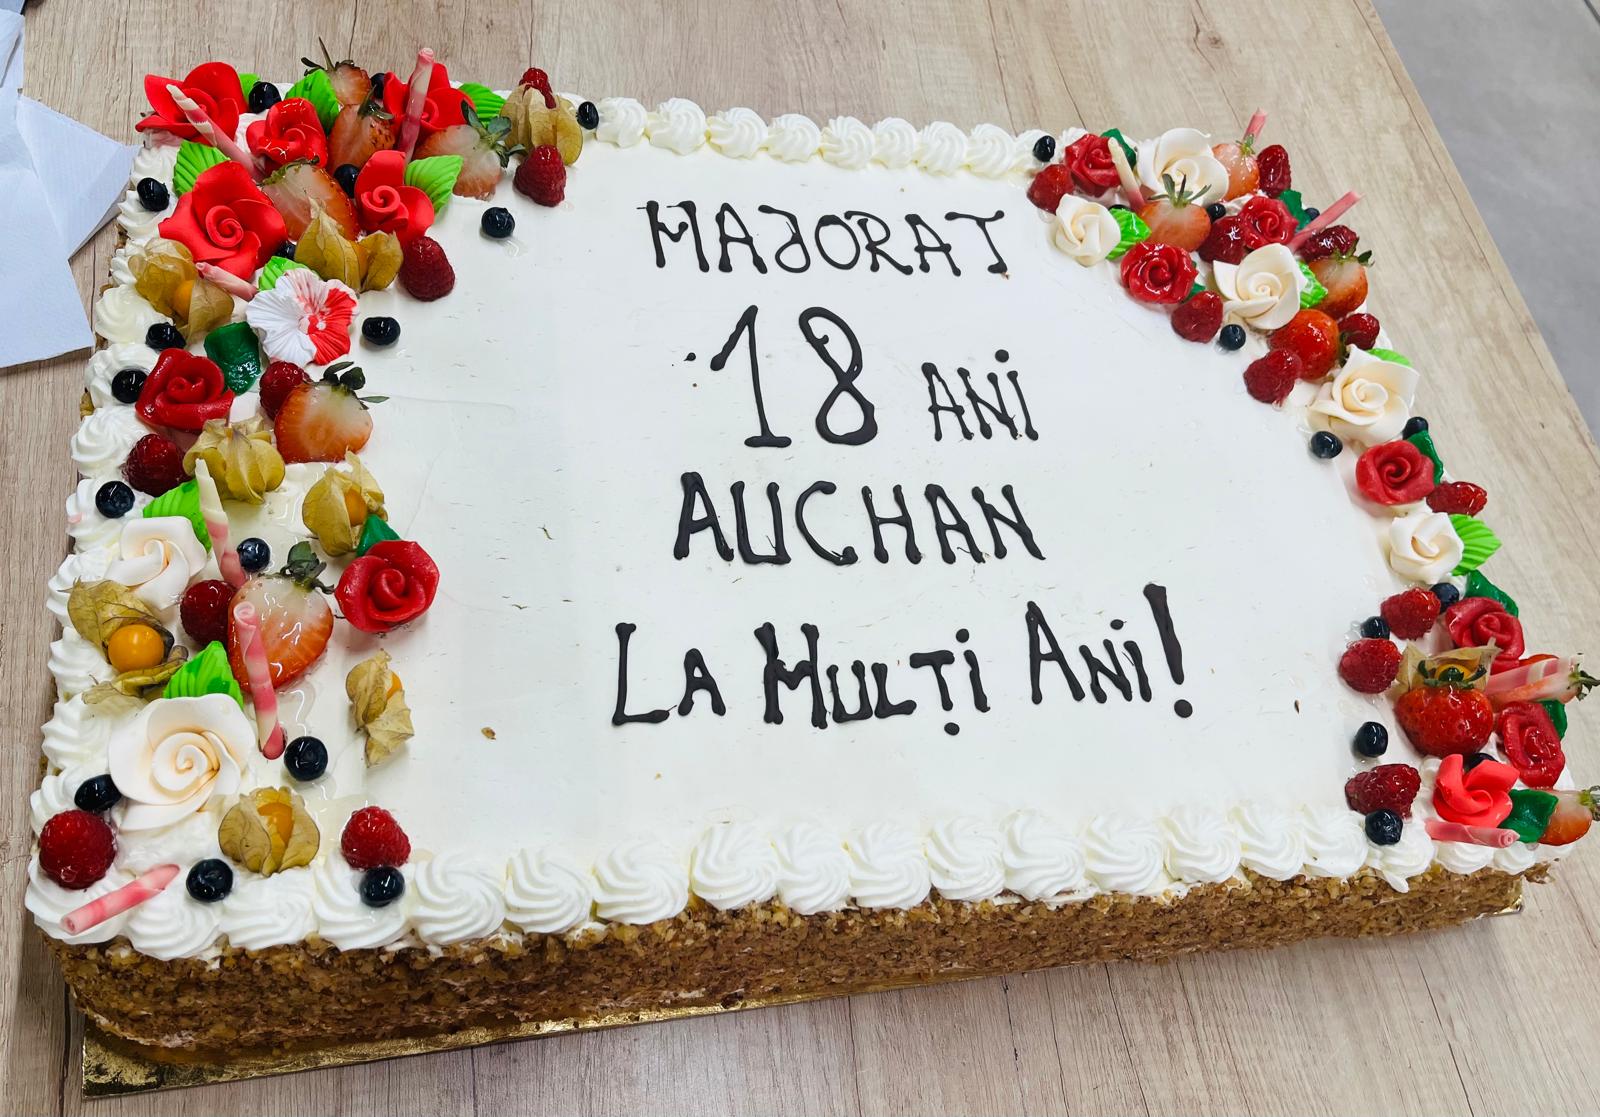 MAJORAT
18 ANi
AUCHAN
LA MULȚi ANi!